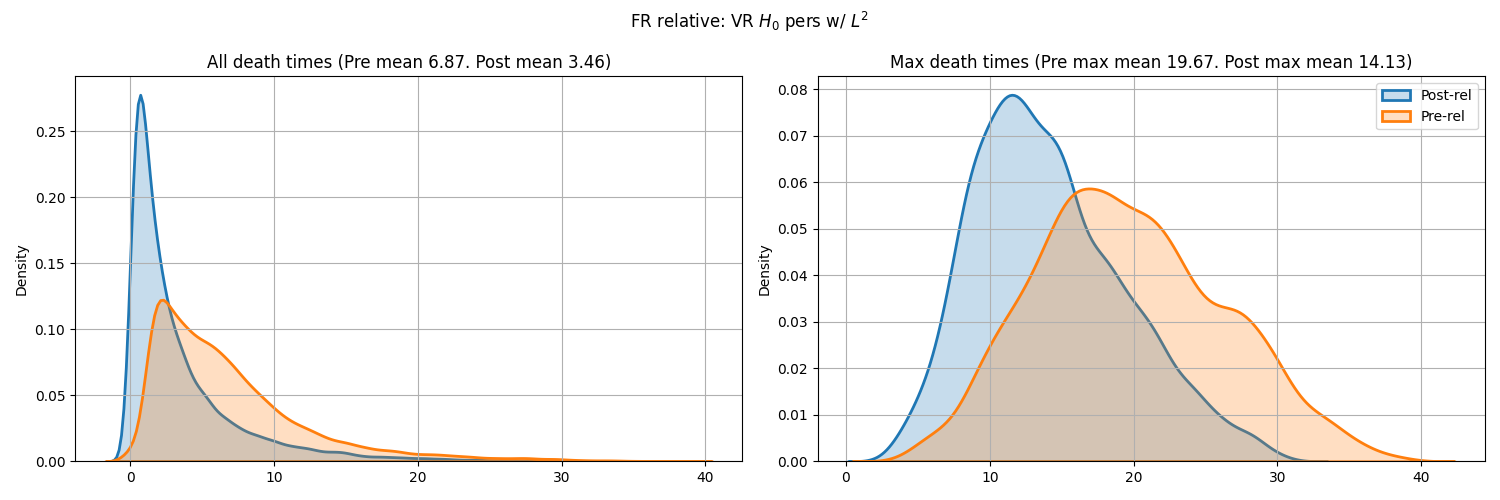 FR relative: VR $H_0$ pers w/ $L^2$
All death times (Pre mean 6.87. Post mean 3.46)
Density
0.00
0.05
0.10
0.15
0.20
0.25
0 10 20 30 40
Max death times (Pre max mean 19.67. Post max mean 14.13)
Density
0.00
0.01
0.02
0.03
0.04
0.05
0.06
0.07
0.08
0 10 20 30 40
Post-rel
Pre-rel